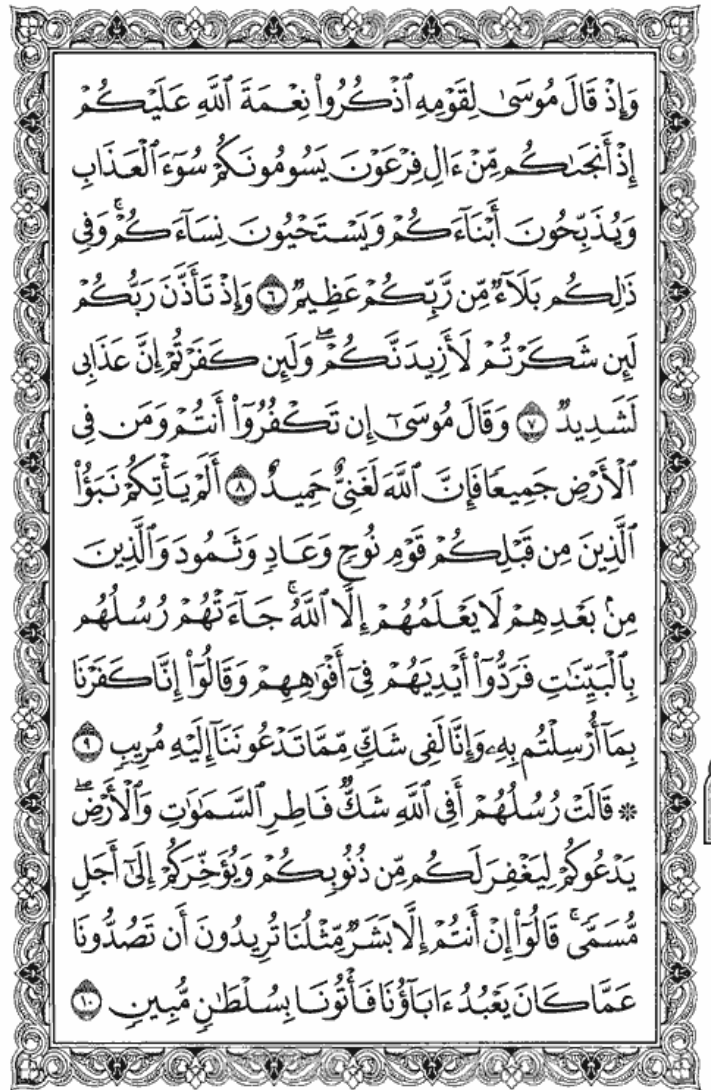 وَإِذْ قَالَ مُوسَىٰ لِقَوْمِهِ ٱذْكُرُوا۟ نِعْمَةَ ٱللَّهِ عَلَيْكُمْ
إِذْ أَنجَىٰكُم مِّنْ ءَالِ فِرْعَوْنَ يَسُومُونَكُمْ سُوٓءَ ٱلْعَذَابِ
وَيُذَبِّحُونَ أَبْنَآءَكُمْ وَيَسْتَحْيُونَ نِسَآءَكُمْ ۚ وَفِى
ذَٰلِكُم بَلَآءٌ مِّن رَّبِّكُمْ عَظِيمٌ ٦ وَإِذْ تَأَذَّنَ رَبُّكُمْ
لَئِن شَكَرْتُمْ لَأَزِيدَنَّكُمْ ۖ وَلَئِن كَفَرْتُمْ إِنَّ عَذَابِى
لَشَدِيدٌ ٧ وَقَالَ مُوسَىٰٓ إِن تَكْفُرُوٓا۟ أَنتُمْ وَمَن فِى
ٱلْأَرْضِ جَمِيعًا فَإِنَّ ٱللَّهَ لَغَنِىٌّ حَمِيدٌ ٨ أَلَمْ يَأْتِكُمْ نَبَؤُا۟
ٱلَّذِينَ مِن قَبْلِكُمْ قَوْمِ نُوحٍ وَعَادٍ وَثَمُودَ وَٱلَّذِينَ
مِنۢ بَعْدِهِمْ لَا يَعْلَمُهُمْ إِلَّا ٱللَّهُ ۚ جَآءَتْهُمْ رُسُلُهُم
بِٱلْبَيِّنَٰتِ فَرَدُّوٓا۟ أَيْدِيَهُمْ فِىٓ أَفْوَٰهِهِمْ وَقَالُوٓا۟ إِنَّا كَفَرْنَا
بِمَآ أُرْسِلْتُم بِهِۦ وَإِنَّا لَفِى شَكٍّ مِّمَّا تَدْعُونَنَآ إِلَيْهِ مُرِيبٍ ٩
۞ قَالَتْ رُسُلُهُمْ أَفِى ٱللَّهِ شَكٌّ فَاطِرِ ٱلسَّمَٰوَٰتِ وَٱلْأَرْضِ ۖ
يَدْعُوكُمْ لِيَغْفِرَ لَكُم مِّن ذُنُوبِكُمْ وَيُؤَخِّرَكُمْ إِلَىٰٓ أَجَلٍ
مُّسَمًّى ۚ قَالُوٓا۟ إِنْ أَنتُمْ إِلَّا بَشَرٌ مِّثْلُنَا تُرِيدُونَ أَن تَصُدُّونَا
عَمَّا كَانَ يَعْبُدُ ءَابَآؤُنَا فَأْتُونَا بِسُلْطَٰنٍ مُّبِينٍ ١٠